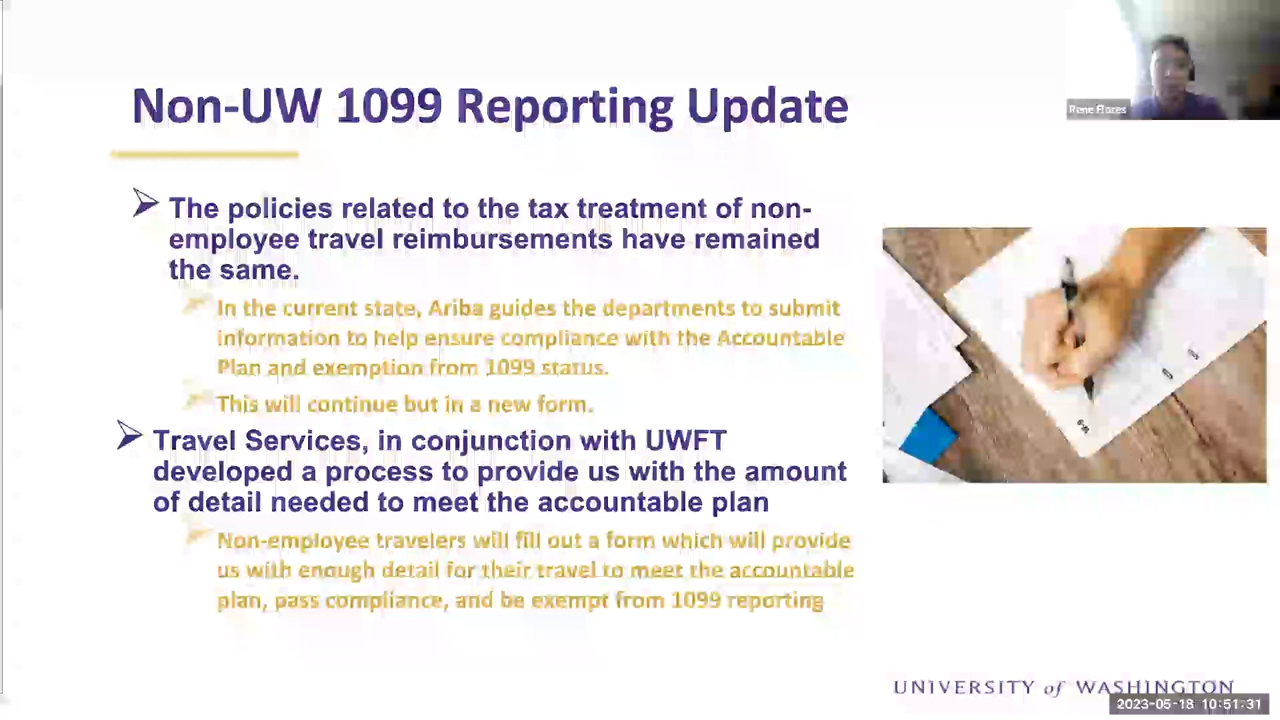 Non-UW 1099 Reporting Update
Rene Flores
The policies related to the tax treatment of non-
employee travel reimbursements have remained
the same.
In the current state, Ariba guides the departments to submit
information to help ensure compliance with the Accountable
Plan and exemption from 1099 status.
This will continue but in a new form.
Travel Services, in conjunction with UWFT
developed a process to provide us with the amount
of detail needed to meet the accountable plan
Non-employee travelers will fill out a form which will provide
us with enough detail for their travel to meet the accountable
plan, pass compliance, and be exempt from 1099 reporting
UNIVERSITY of WASHINGTON
2023-05-18 10:51:31